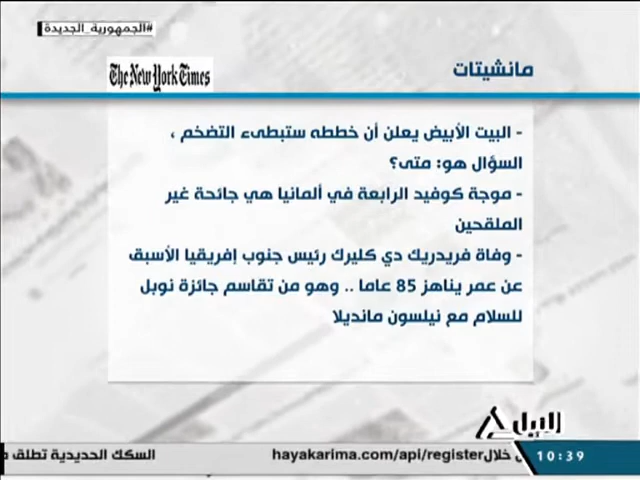 #الجمهورية_الجديدة
The New York Times
مانشيتات
- البيت الأبيض يعلن أن خططه ستبطىء التضخم ،
السؤال هو: متى؟
- موجة كوفيد الرابعة في ألمانيا هي جائحة غير
الملقحين
- وفاة فريدريك دي كليرك رئيس جنوب إفريقيا الأسبق
عن عمر يناهز 85 عاما .. وهو من تقاسم جائزة نوبل
للسلام مع نيلسون مانديلا
النيل
10:39
خلال hayakarima.com/api/register
السكك الحديدية تطلق